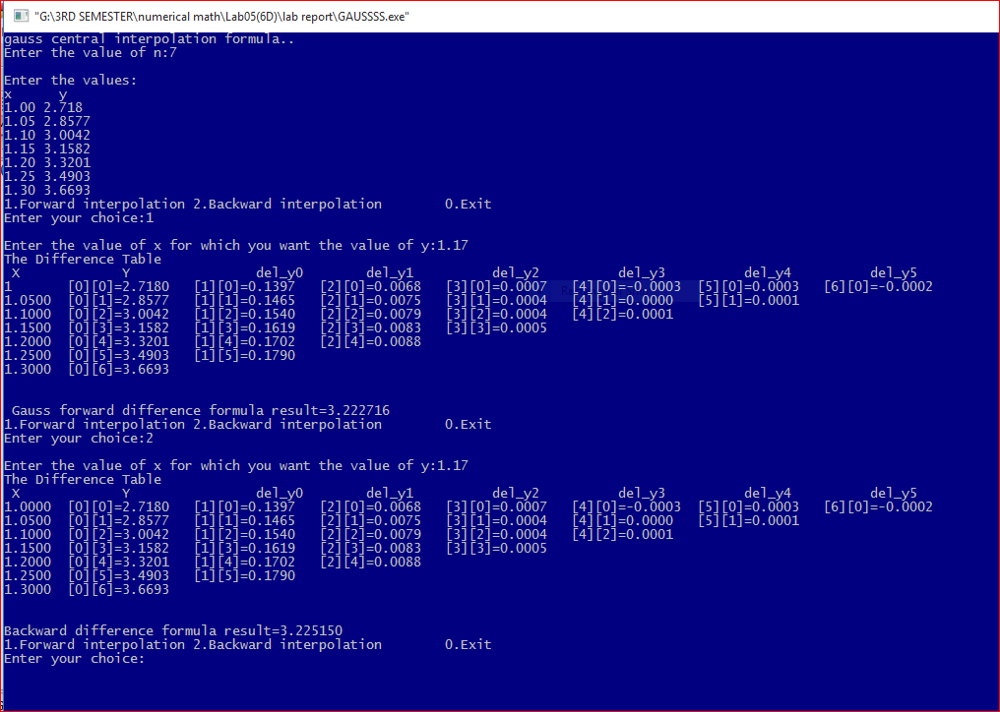 "G:\3RD SEMESTER\numerical math\Lab05(6D)\lab report\GAUSSSS.exe"
gauss central interpolation formula..
Enter the value of n:7
Enter the values:
x y
1.00 2.718
1.05 2.8577
1.10 3.0042
1.15 3.1582
1.20 3.3201
1.25 3.4903
1.30 3.6693
1.Forward interpolation 2.Backward interpolation 0.Exit
Enter your choice:1
Enter the value of x for which you want the value of y:1.17
The Difference Table
X Y del_y0 del_y1 del_y2 del_y3 del_y4 del_y5
1 [0][0]=2.7180 [1][0]=0.1397 [2][0]=0.0068 [3][0]=0.0007 [4][0]=-0.0003 [5][0]=0.0003 [6][0]=-0.0002
1.0500 [0][1]=2.8577 [1][1]=0.1465 [2][1]=0.0075 [3][1]=0.0004 [4][1]=0.0000 [5][1]=0.0001
1.1000 [0][2]=3.0042 [1][2]=0.1540 [2][2]=0.0079 [3][2]=0.0004 [4][2]=0.0001
1.1500 [0][3]=3.1582 [1][3]=0.1619 [2][3]=0.0083 [3][3]=0.0005
1.2000 [0][4]=3.3201 [1][4]=0.1702 [2][4]=0.0088
1.2500 [0][5]=3.4903 [1][5]=0.1790
1.3000 [0][6]=3.6693
Gauss forward difference formula result=3.222716
1.Forward interpolation 2.Backward interpolation 0.Exit
Enter your choice:2
Enter the value of x for which you want the value of y:1.17
The Difference Table
X Y del_y0 del_y1 del_y2 del_y3 del_y4 del_y5
1.0000 [0][0]=2.7180 [1][0]=0.1397 [2][0]=0.0068 [3][0]=0.0007 [4][0]=-0.0003 [5][0]=0.0003 [6][0]=-0.0002
1.0500 [0][1]=2.8577 [1][1]=0.1465 [2][1]=0.0075 [3][1]=0.0004 [4][1]=0.0000 [5][1]=0.0001
1.1000 [0][2]=3.0042 [1][2]=0.1540 [2][2]=0.0079 [3][2]=0.0004 [4][2]=0.0001
1.1500 [0][3]=3.1582 [1][3]=0.1619 [2][3]=0.0083 [3][3]=0.0005
1.2000 [0][4]=3.3201 [1][4]=0.1702 [2][4]=0.0088
1.2500 [0][5]=3.4903 [1][5]=0.1790
1.3000 [0][6]=3.6693
Backward difference formula result=3.225150
1.Forward interpolation 2.Backward interpolation 0.Exit
Enter your choice: